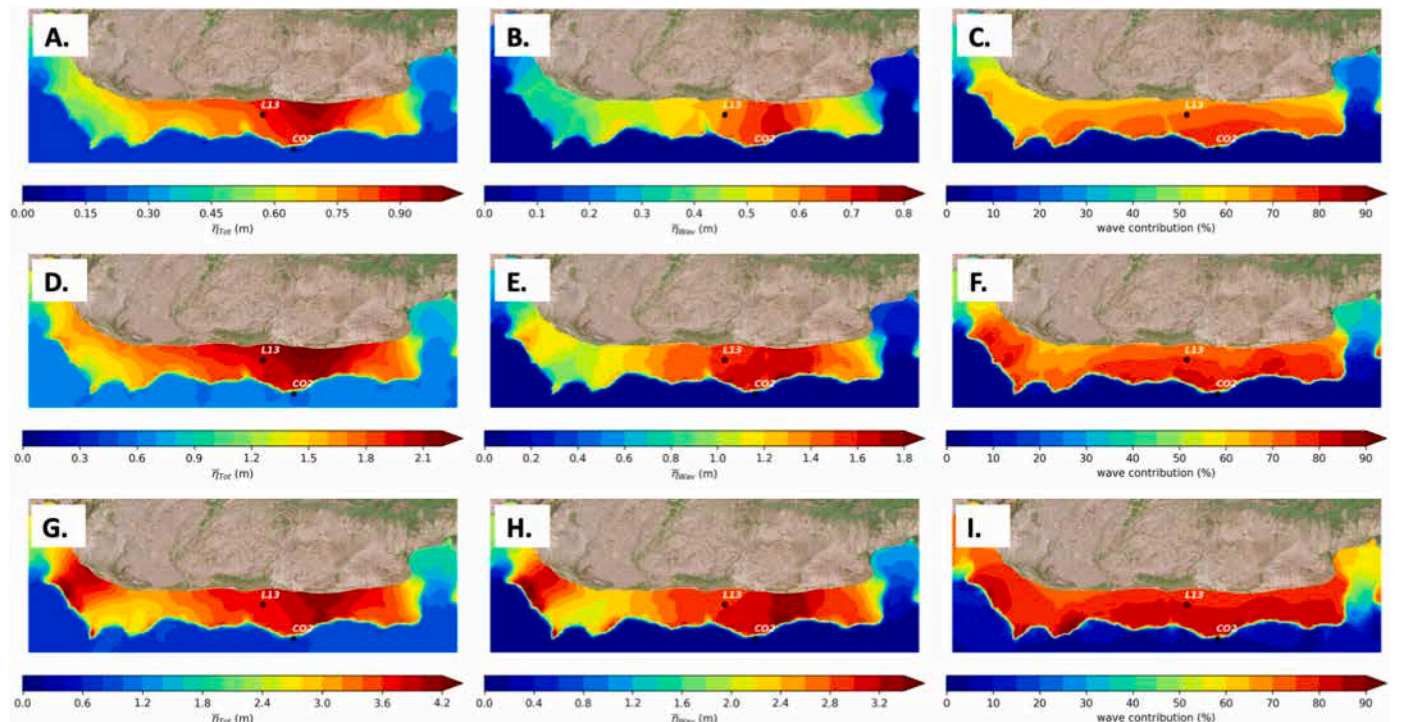 A. B. C.
L13 L13 L13
CO2 CO2 CO2
0.00 0.15 0.30 0.45 0.60 0.75 0.90 0.0 0.1 0.2 0.3 0.4 0.5 0.6 0.7 0.8 0 10 20 30 40 50 60 70 80 90
η̅Tot (m) η̅Wav (m) wave contribution (%)
D. E. F.
L13 L13 L13
CO2 CO2 CO2
0.0 0.3 0.6 0.9 1.2 1.5 1.8 2.1 0.0 0.2 0.4 0.6 0.8 1.0 1.2 1.4 1.6 1.8 0 10 20 30 40 50 60 70 80 90
η̅Tot (m) η̅Wav (m) wave contribution (%)
G. H. I.
L13 L13 L13
CO2 CO2 CO2
0.0 0.6 1.2 1.8 2.4 3.0 3.6 4.2 0.0 0.4 0.8 1.2 1.6 2.0 2.4 2.8 3.2 0 10 20 30 40 50 60 70 80 90
η̅Tot (m) η̅Wav (m) wave contribution (%)